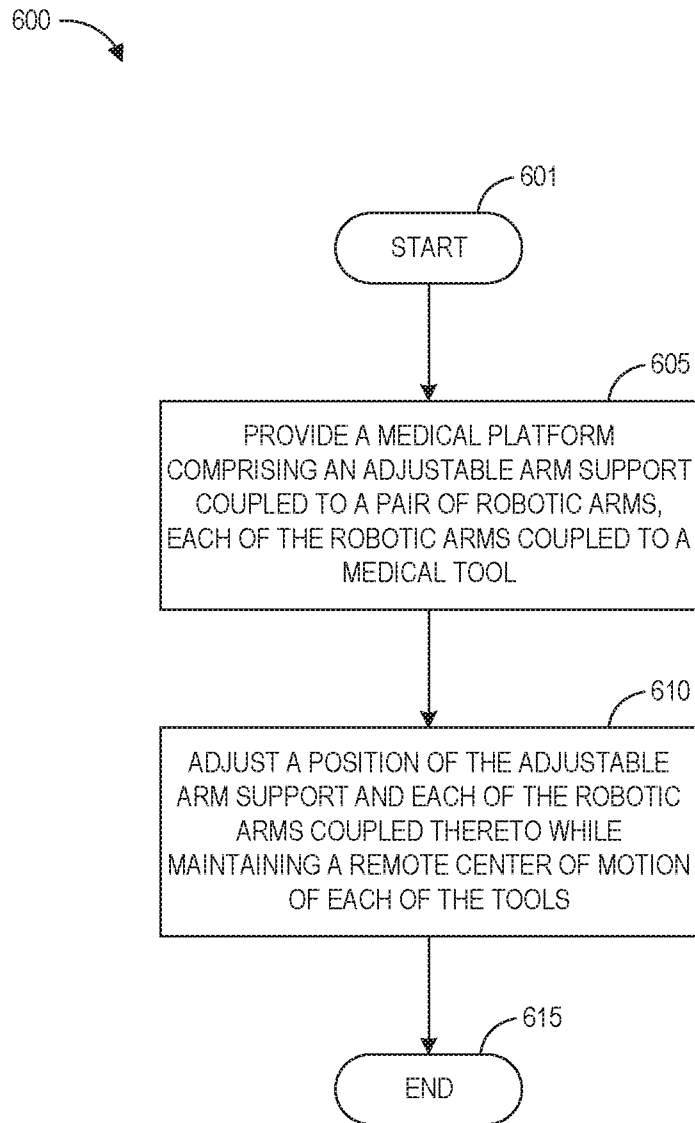 600
601
START
605
PROVIDE A MEDICAL PLATFORM
COMPRISING AN ADJUSTABLE ARM SUPPORT
COUPLED TO A PAIR OF ROBOTIC ARMS,
EACH OF THE ROBOTIC ARMS COUPLED TO A
MEDICAL TOOL
610
ADJUST A POSITION OF THE ADJUSTABLE
ARM SUPPORT AND EACH OF THE ROBOTIC
ARMS COUPLED THERETO WHILE
MAINTAINING A REMOTE CENTER OF MOTION
OF EACH OF THE TOOLS
615
END